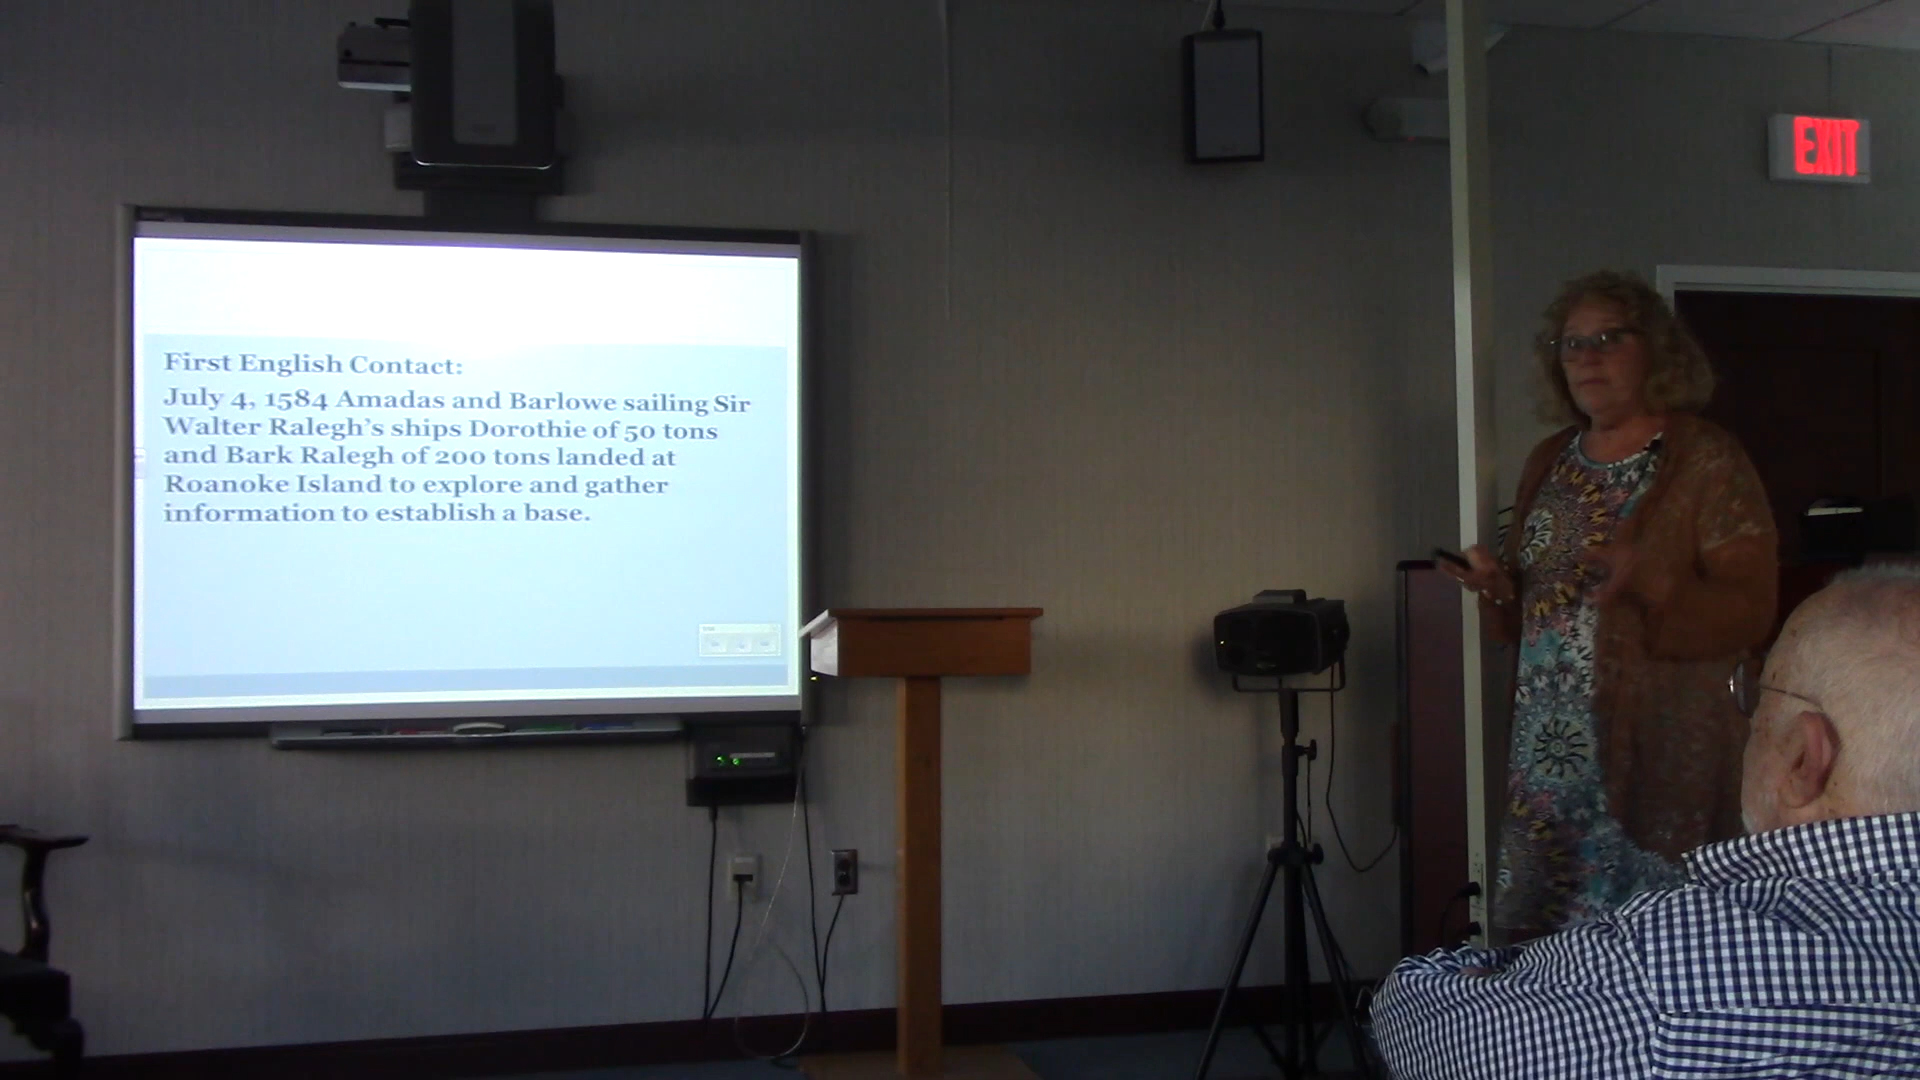 EXIT
First English Contact:
July 4, 1584 Amadas and Barlowe sailing Sir
Walter Ralegh's ships Dorothie of 50 tons
and Bark Ralegh of 200 tons landed at
Roanoke Island to explore and gather
information to establish a base.